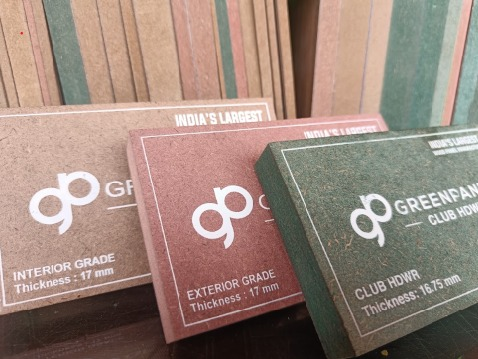 INDIA'S LARGEST
gp GR
INTERIOR GRADE
Thickness : 17 mm
INDIA'S LARGEST
gp
EXTERIOR GRADE
Thickness : 17 mm
INDIA'S LARGEST
gp GREENPAN
CLUB HDW
CLUB HDWR
Thickness: 16.75 mm